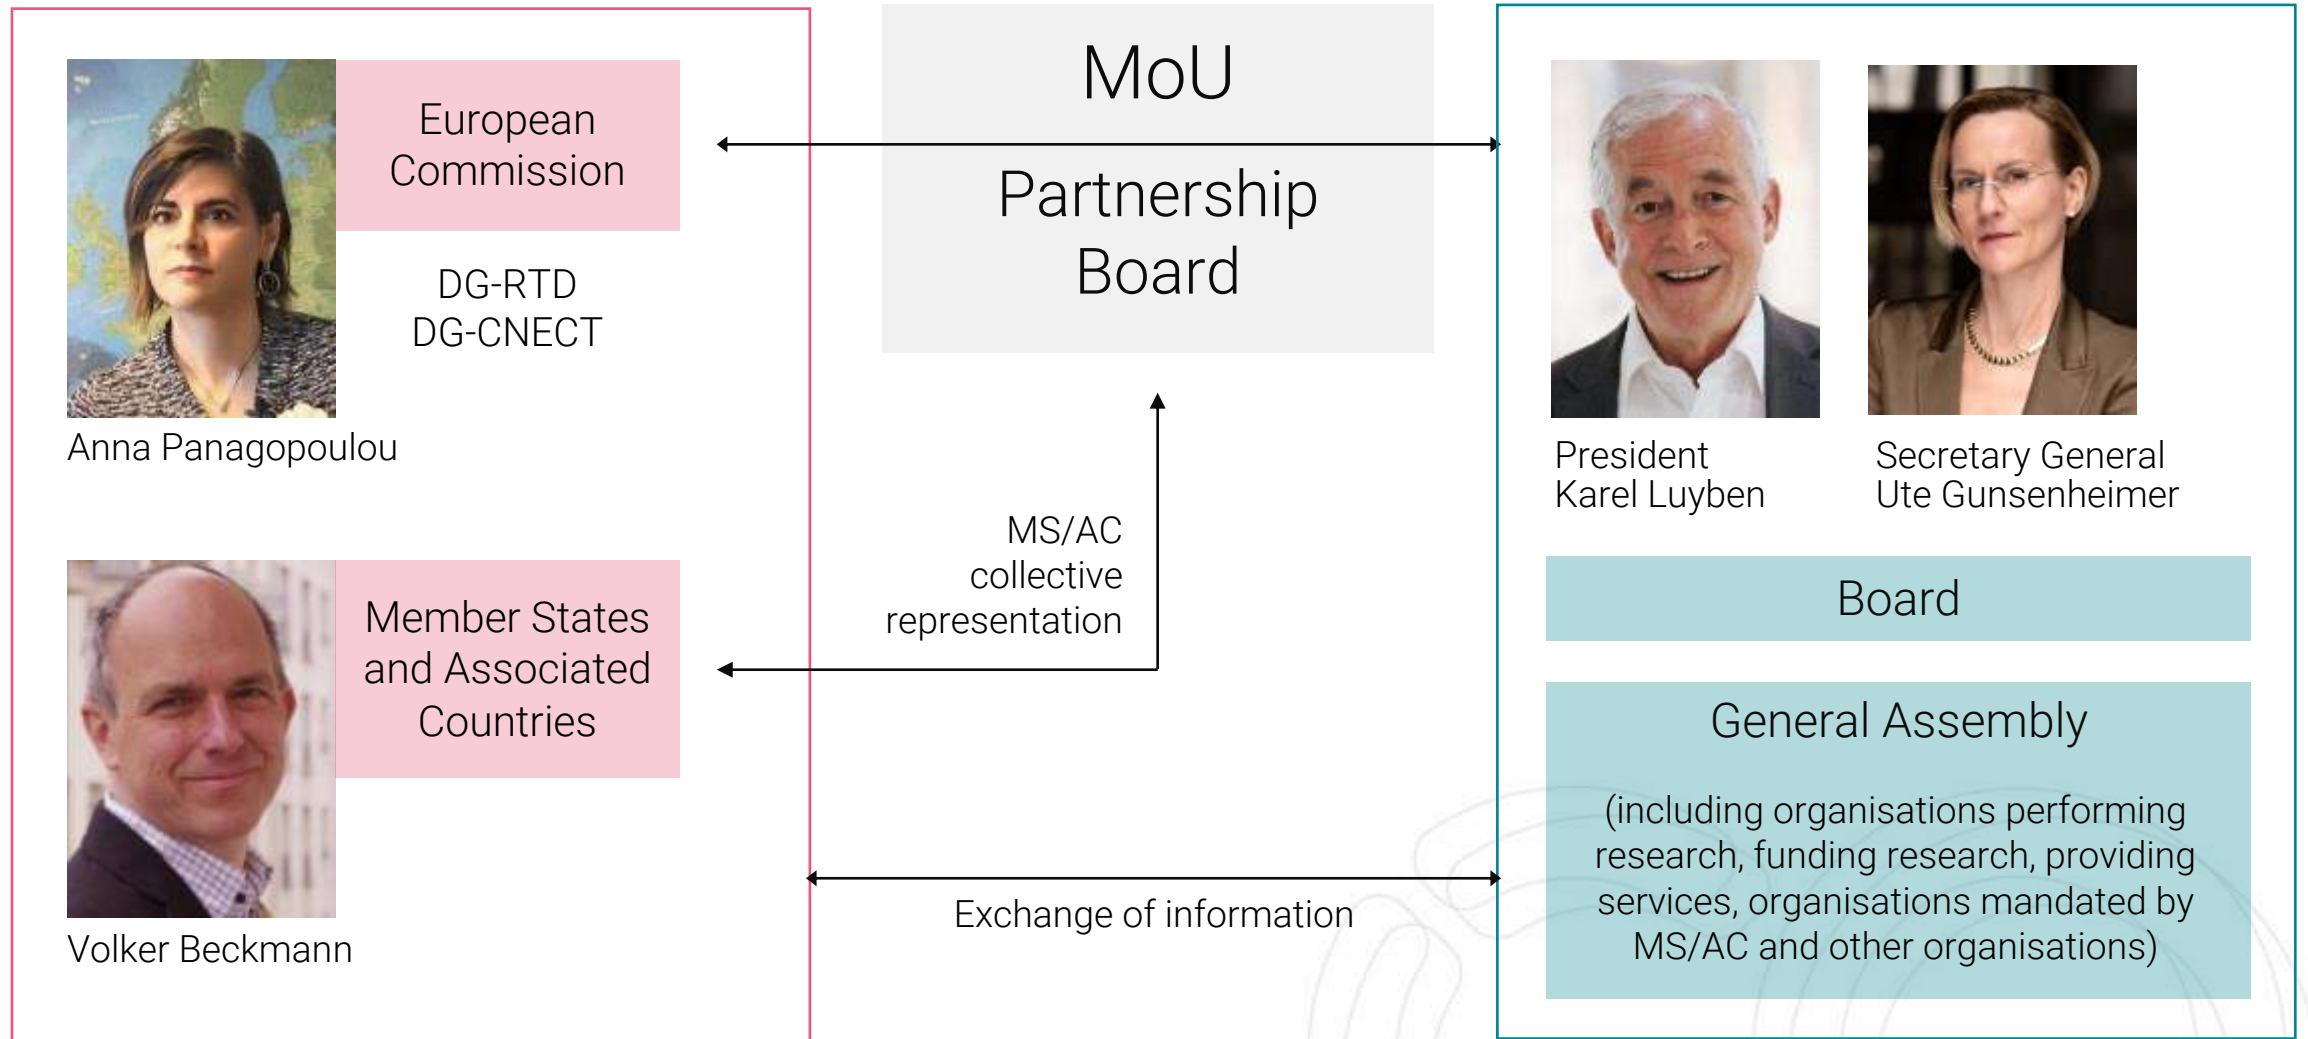 European
Commission
DG-RTD
DG-CNECT
Anna Panagopoulou
Member States
and Associated
Countries
Volker Beckmann
MoU
Partnership
Board
MS/AC
collective
representation
Exchange of information
President
Karel Luyben
Secretary General
Ute Gunsenheimer
Board
General Assembly
(including organisations performing
research, funding research, providing
services, organisations mandated by
MS/AC and other organisations)